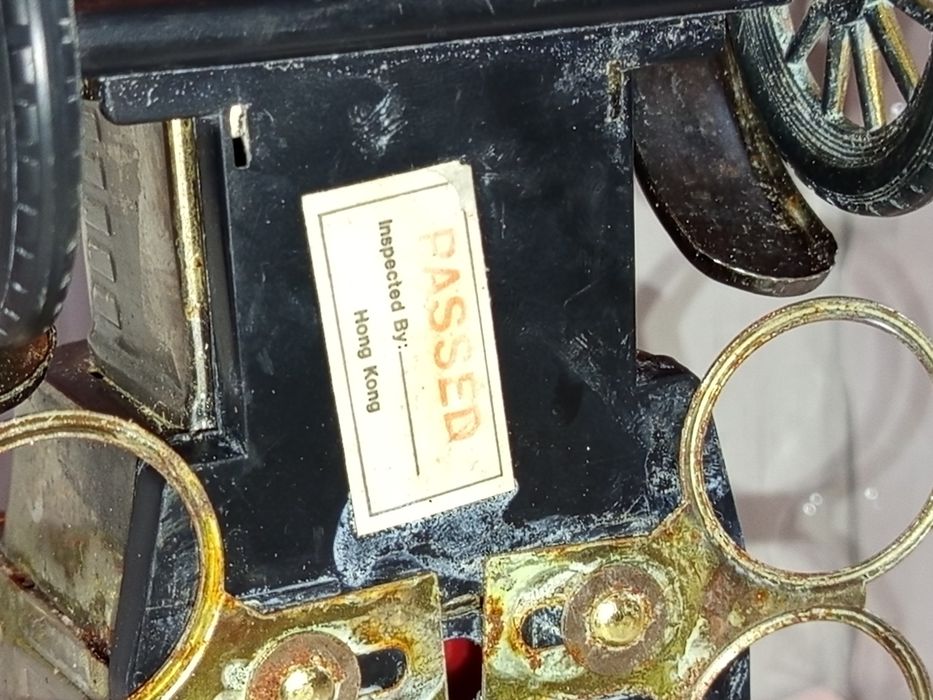 PASSED
Inspected By:
Hong Kong